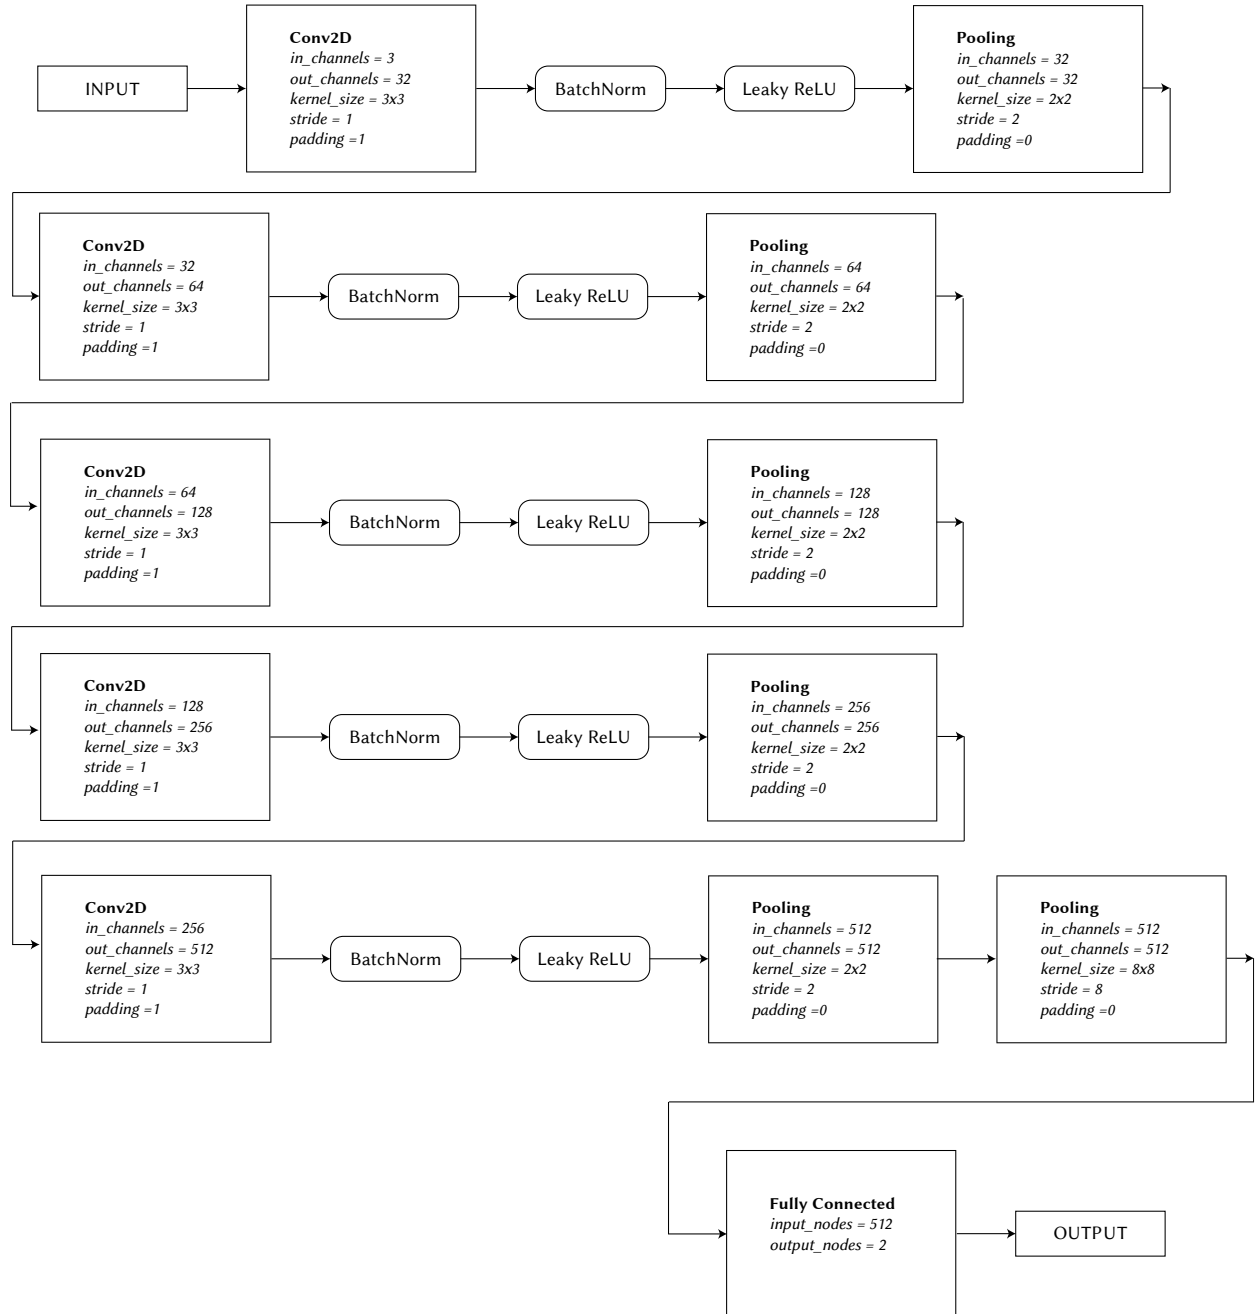 INPUT
Conv2D
in_channels = 3
out_channels = 32
kernel_size = 3x3
stride = 1
padding =1
BatchNorm
Leaky ReLU
Pooling
in_channels = 32
out_channels = 32
kernel_size = 2x2
stride = 2
padding =0
Conv2D
in_channels = 32
out_channels = 64
kernel_size = 3x3
stride = 1
padding =1
BatchNorm
Leaky ReLU
Pooling
in_channels = 64
out_channels = 64
kernel_size = 2x2
stride = 2
padding =0
Conv2D
in_channels = 64
out_channels = 128
kernel_size = 3x3
stride = 1
padding =1
BatchNorm
Leaky ReLU
Pooling
in_channels = 128
out_channels = 128
kernel_size = 2x2
stride = 2
padding =0
Conv2D
in_channels = 128
out_channels = 256
kernel_size = 3x3
stride = 1
padding =1
BatchNorm
Leaky ReLU
Pooling
in_channels = 256
out_channels = 256
kernel_size = 2x2
stride = 2
padding =0
Conv2D
in_channels = 256
out_channels = 512
kernel_size = 3x3
stride = 1
padding =1
BatchNorm
Leaky ReLU
Pooling
in_channels = 512
out_channels = 512
kernel_size = 2x2
stride = 2
padding =0
Pooling
in_channels = 512
out_channels = 512
kernel_size = 8x8
stride = 8
padding =0
Fully Connected
input_nodes = 512
output_nodes = 2
OUTPUT